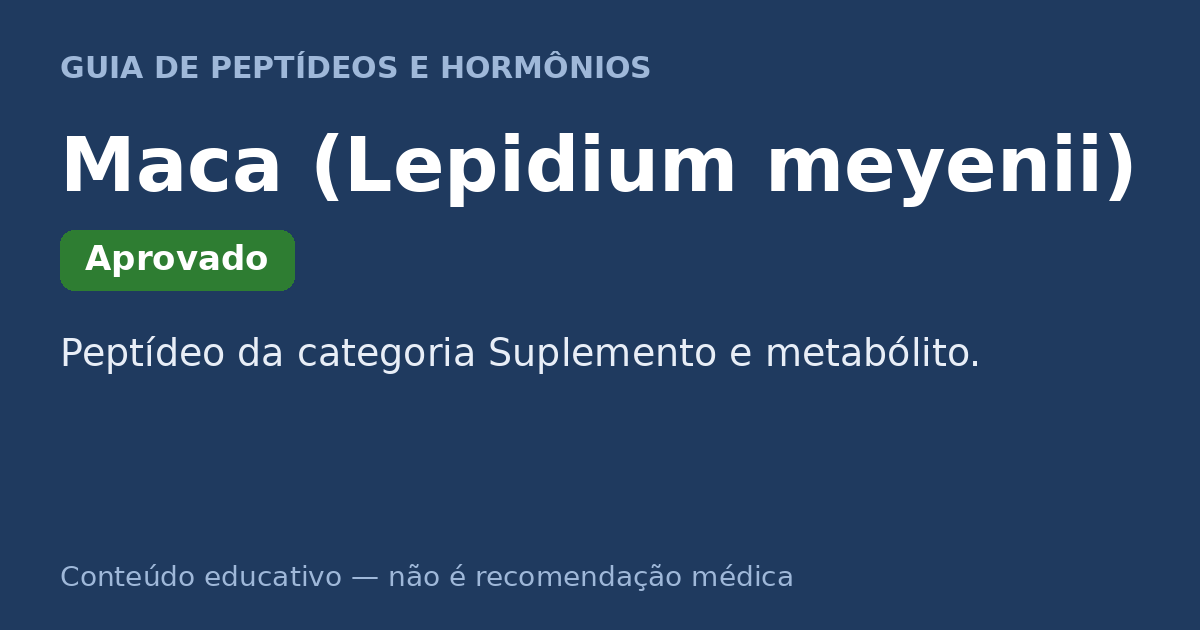 GUIA DE PEPTÍDEOS E HORMÔNIOS
Maca (Lepidium meyenii)
Aprovado
Peptídeo da categoria Suplemento e metabólito.
Conteúdo educativo — não é recomendação médica